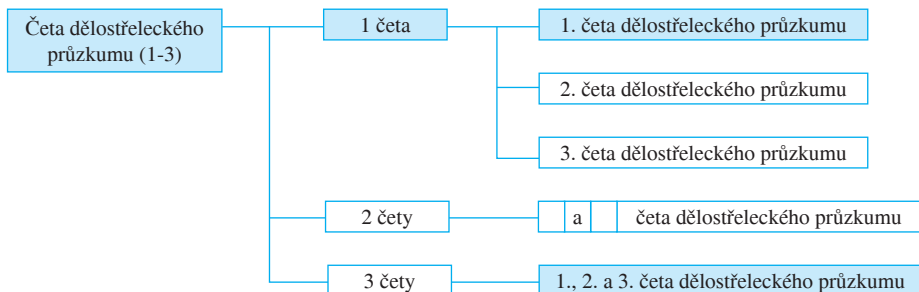 Četa dělostřeleckého
průzkumu (1-3)
1 četa
1. četa dělostřeleckého průzkumu
2. četa dělostřeleckého průzkumu
3. četa dělostřeleckého průzkumu
2 čety
a
četa dělostřeleckého průzkumu
3 čety
1., 2. a 3. četa dělostřeleckého průzkumu